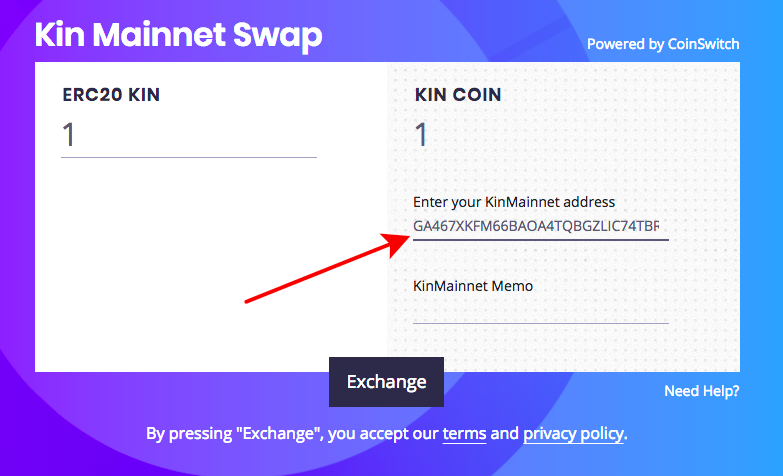 Kin Mainnet Swap
Powered by CoinSwitch
ERC20 KIN
1
KIN COIN
1
Enter your KinMainnet address
GA467XKFM66BAOA4TQBGZLIC74TBR
KinMainnet Memo
Exchange
Need Help?
By pressing "Exchange", you accept our terms and privacy policy.